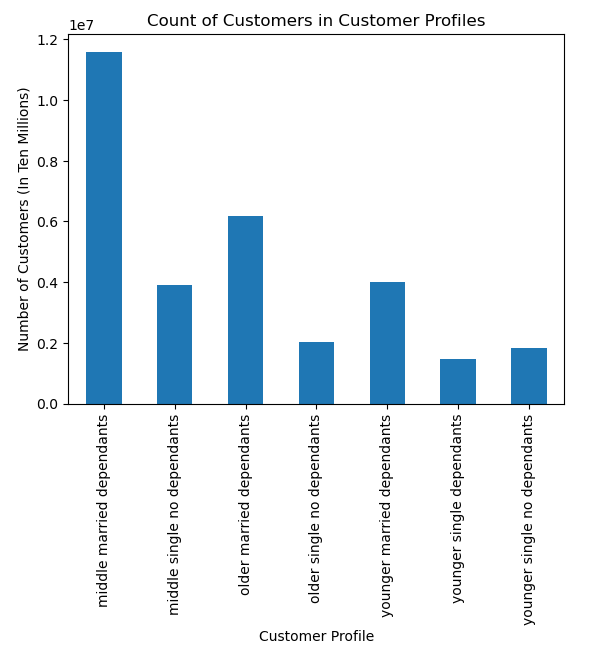 Count of Customers in Customer Profiles
1e7
1.2
1.0
0.8
0.6
0.4
0.2
0.0
Number of Customers (In Ten Millions)
middle married dependants
middle single no dependants
older married dependants
older single no dependants
younger married dependants
younger single dependants
younger single no dependants
Customer Profile